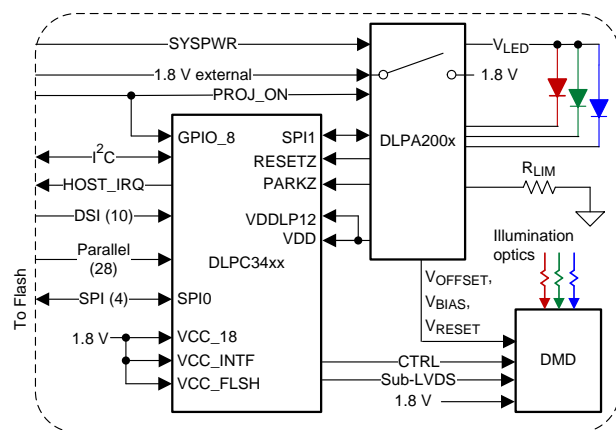 SYSPWR
V_LED
1.8 V external
1.8 V
PROJ_ON
GPIO_8
SPI1
DLPA200x
I²C
RESETZ
HOST_IRQ
PARKZ
R_LIM
DSI (10)
VDDLP12
VDD
Parallel
(28)
DLPC34xx
Illumination
optics
To Flash
SPI (4)
SPI0
V_OFFSET,
V_BIAS,
V_RESET
1.8 V
VCC_18
VCC_INTF
VCC_FLSH
CTRL
Sub-LVDS
1.8 V
DMD